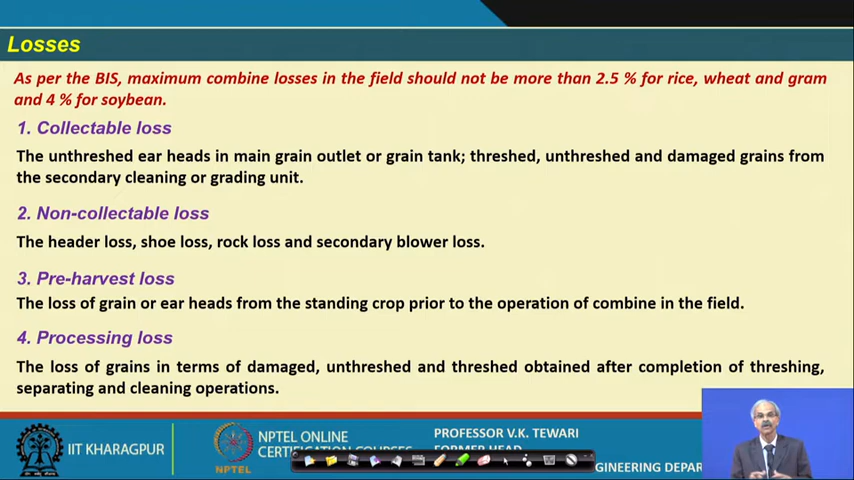 Losses
As per the BIS, maximum combine losses in the field should not be more than 2.5 % for rice, wheat and gram
and 4 % for soybean.
1. Collectable loss
The unthreshed ear heads in main grain outlet or grain tank; threshed, unthreshed and damaged grains from
the secondary cleaning or grading unit.
2. Non-collectable loss
The header loss, shoe loss, rock loss and secondary blower loss.
3. Pre-harvest loss
The loss of grain or ear heads from the standing crop prior to the operation of combine in the field.
4. Processing loss
The loss of grains in terms of damaged, unthreshed and threshed obtained after completion of threshing,
separating and cleaning operations.
IIT KHARAGPUR
NPTEL
NPTEL ONLINE
CERTIFICATION COURSES
PROFESSOR V.K. TEWARI
FORMER HEAD